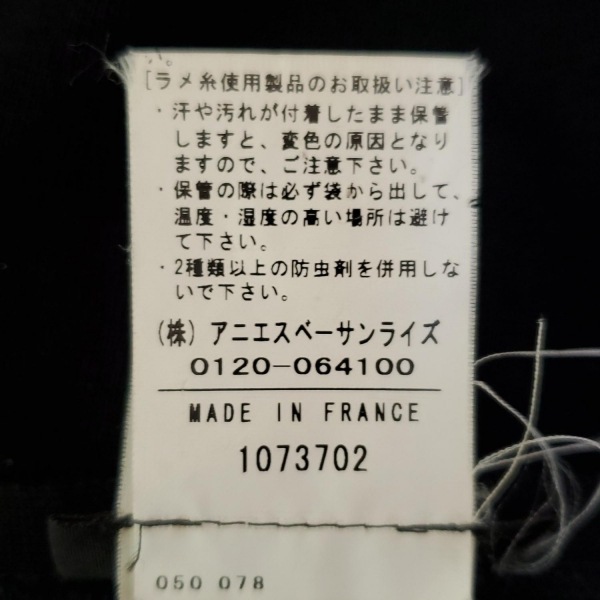 い。
[ラメ糸使用製品のお取扱い注意]
・汗や汚れが付着したまま保管
しますと、変色の原因となり
ますので、ご注意下さい。
・保管の際は必ず袋から出して、
温度・湿度の高い場所は避け
て下さい。
・2種類以上の防虫剤を併用しな
いで下さい。
(株)アニエスベーサンライズ
0120-064100
MADE IN FRANCE
1073702
050 078